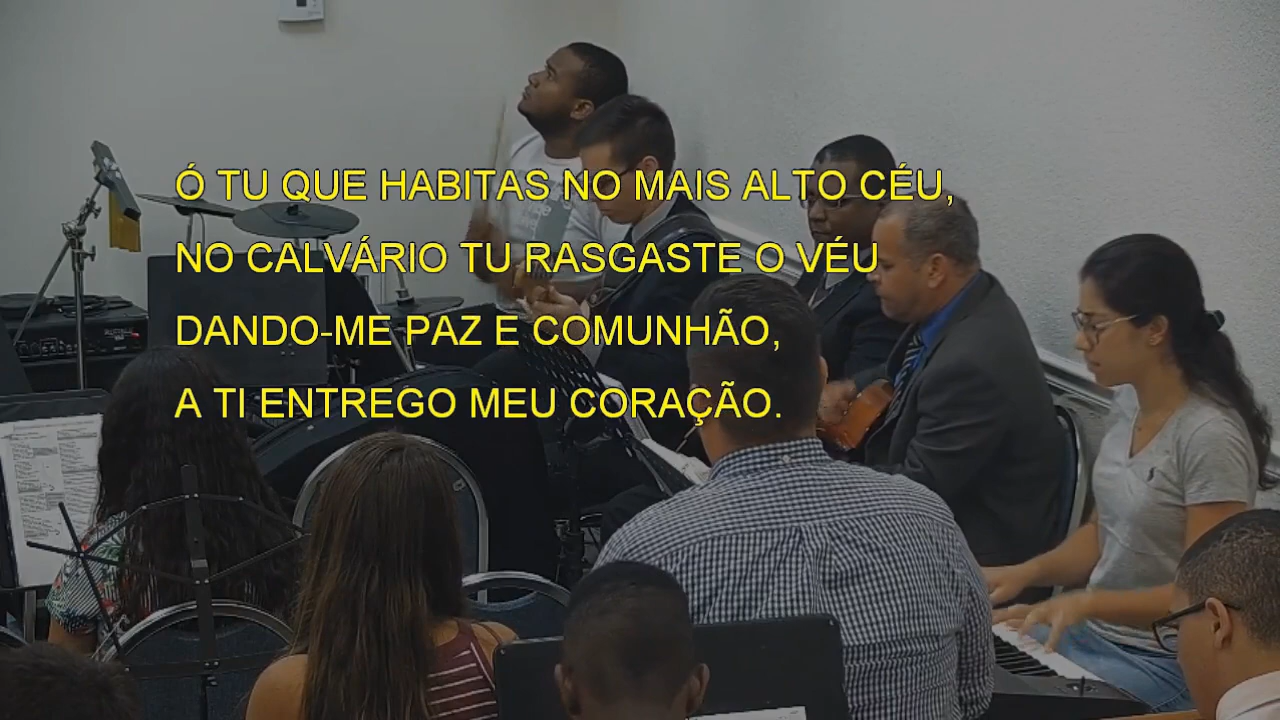 Ó TU QUE HABITAS NO MAIS ALTO CÉU,
NO CALVÁRIO TU RASGASTE O VÉU
DANDO-ME PAZ E COMUNHÃO,
A TI ENTREGO MEU CORAÇÃO.